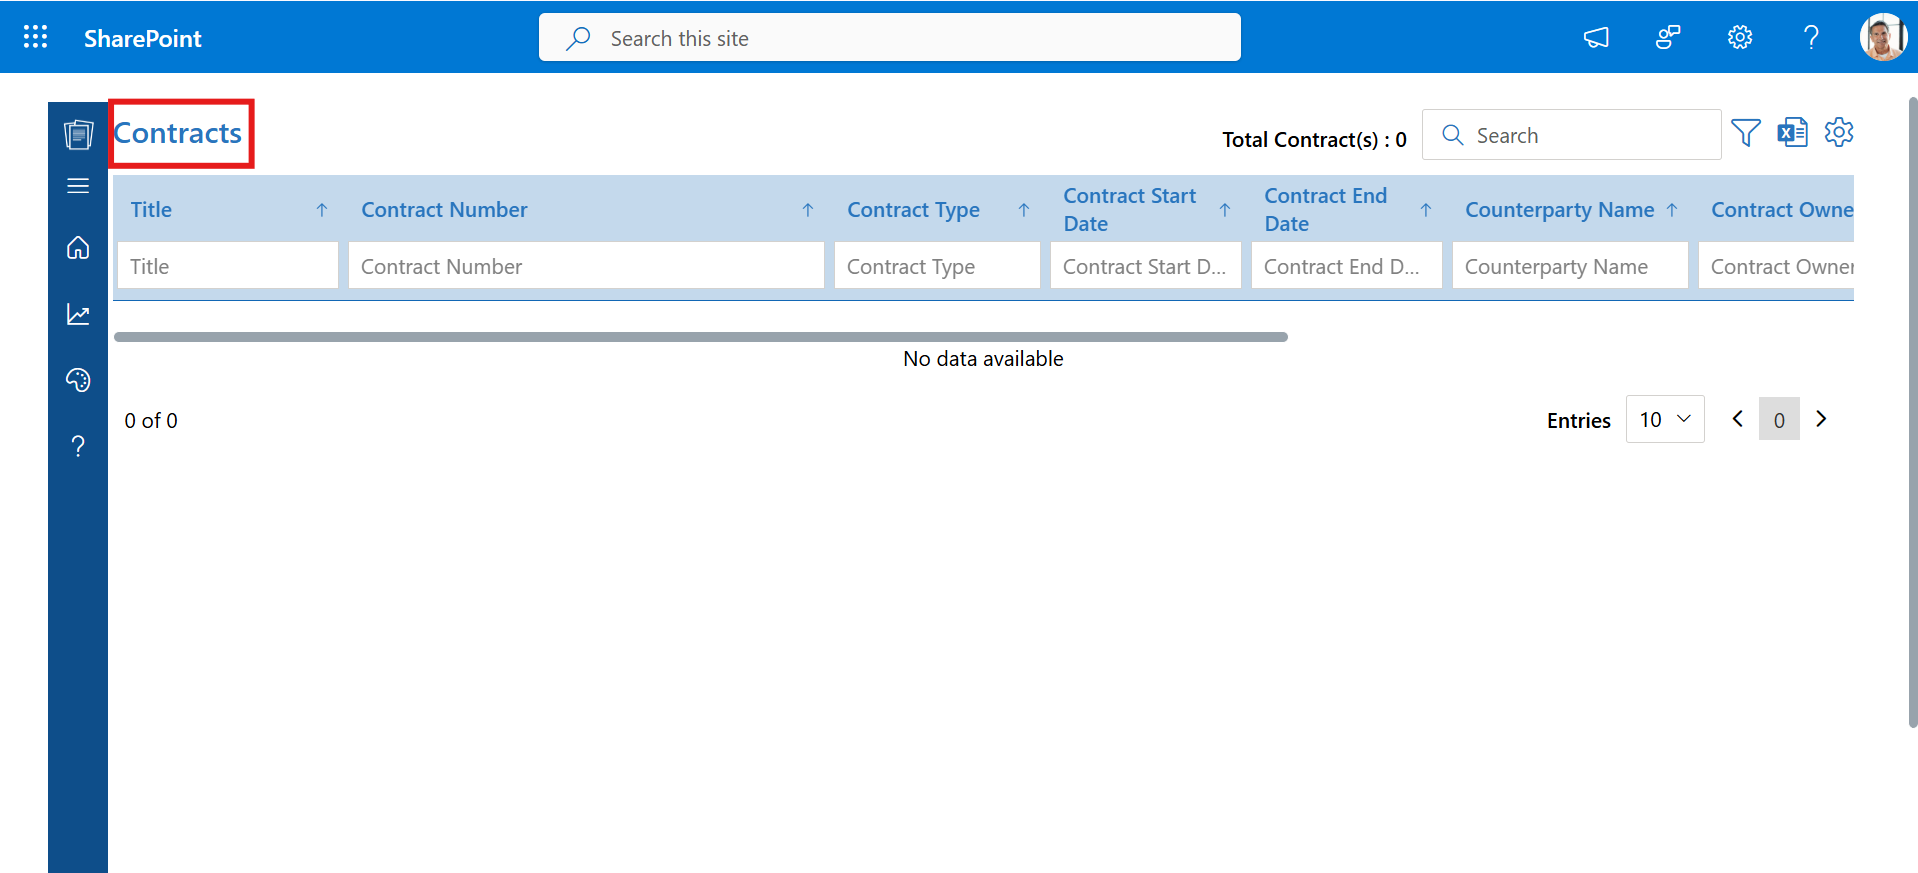 SharePoint
Search this site
Contracts
Total Contract(s) : 0
Search
Title
Contract Number
Contract Type
Contract Start
Date
Contract End
Date
Counterparty Name
Contract Owne
Title
Contract Number
Contract Type
Contract Start D...
Contract End D...
Counterparty Name
Contract Owner
No data available
0 of 0
Entries
10
0